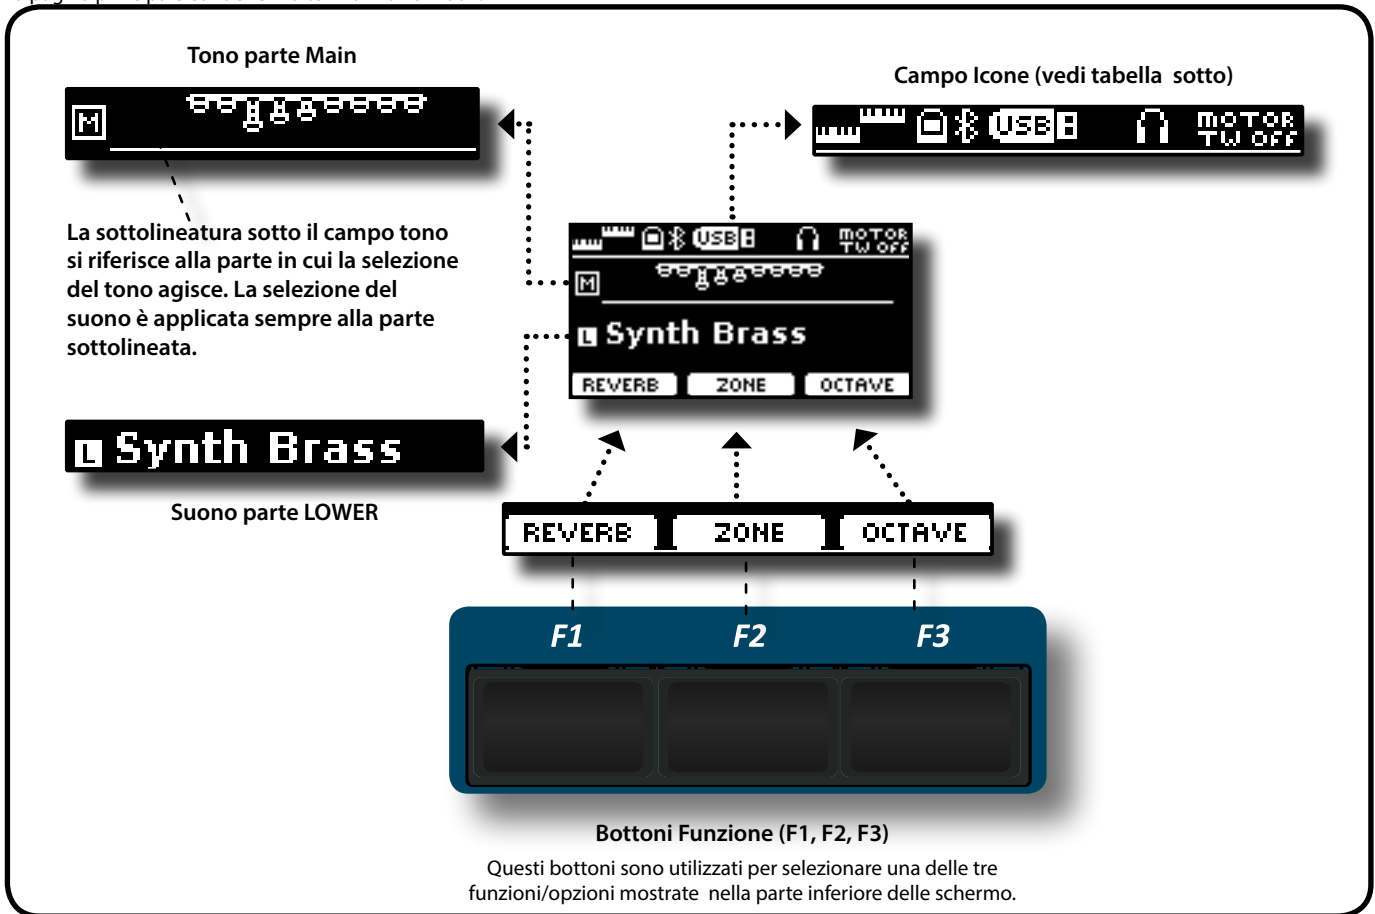 Tono parte Main
Campo Icone (vedi tabella sotto)
M
USB
MOTOR
TW OFF
La sottolineatura sotto il campo tono
si riferisce alla parte in cui la selezione
del tono agisce. La selezione del
suono è applicata sempre alla parte
sottolineata.
USB
MOTOR
TW OFF
M
L Synth Brass
REVERB ZONE OCTAVE
L Synth Brass
Suono parte LOWER
REVERB ZONE OCTAVE
F1 F2 F3
Bottoni Funzione (F1, F2, F3)
Questi bottoni sono utilizzati per selezionare una delle tre
funzioni/opzioni mostrate nella parte inferiore delle schermo.